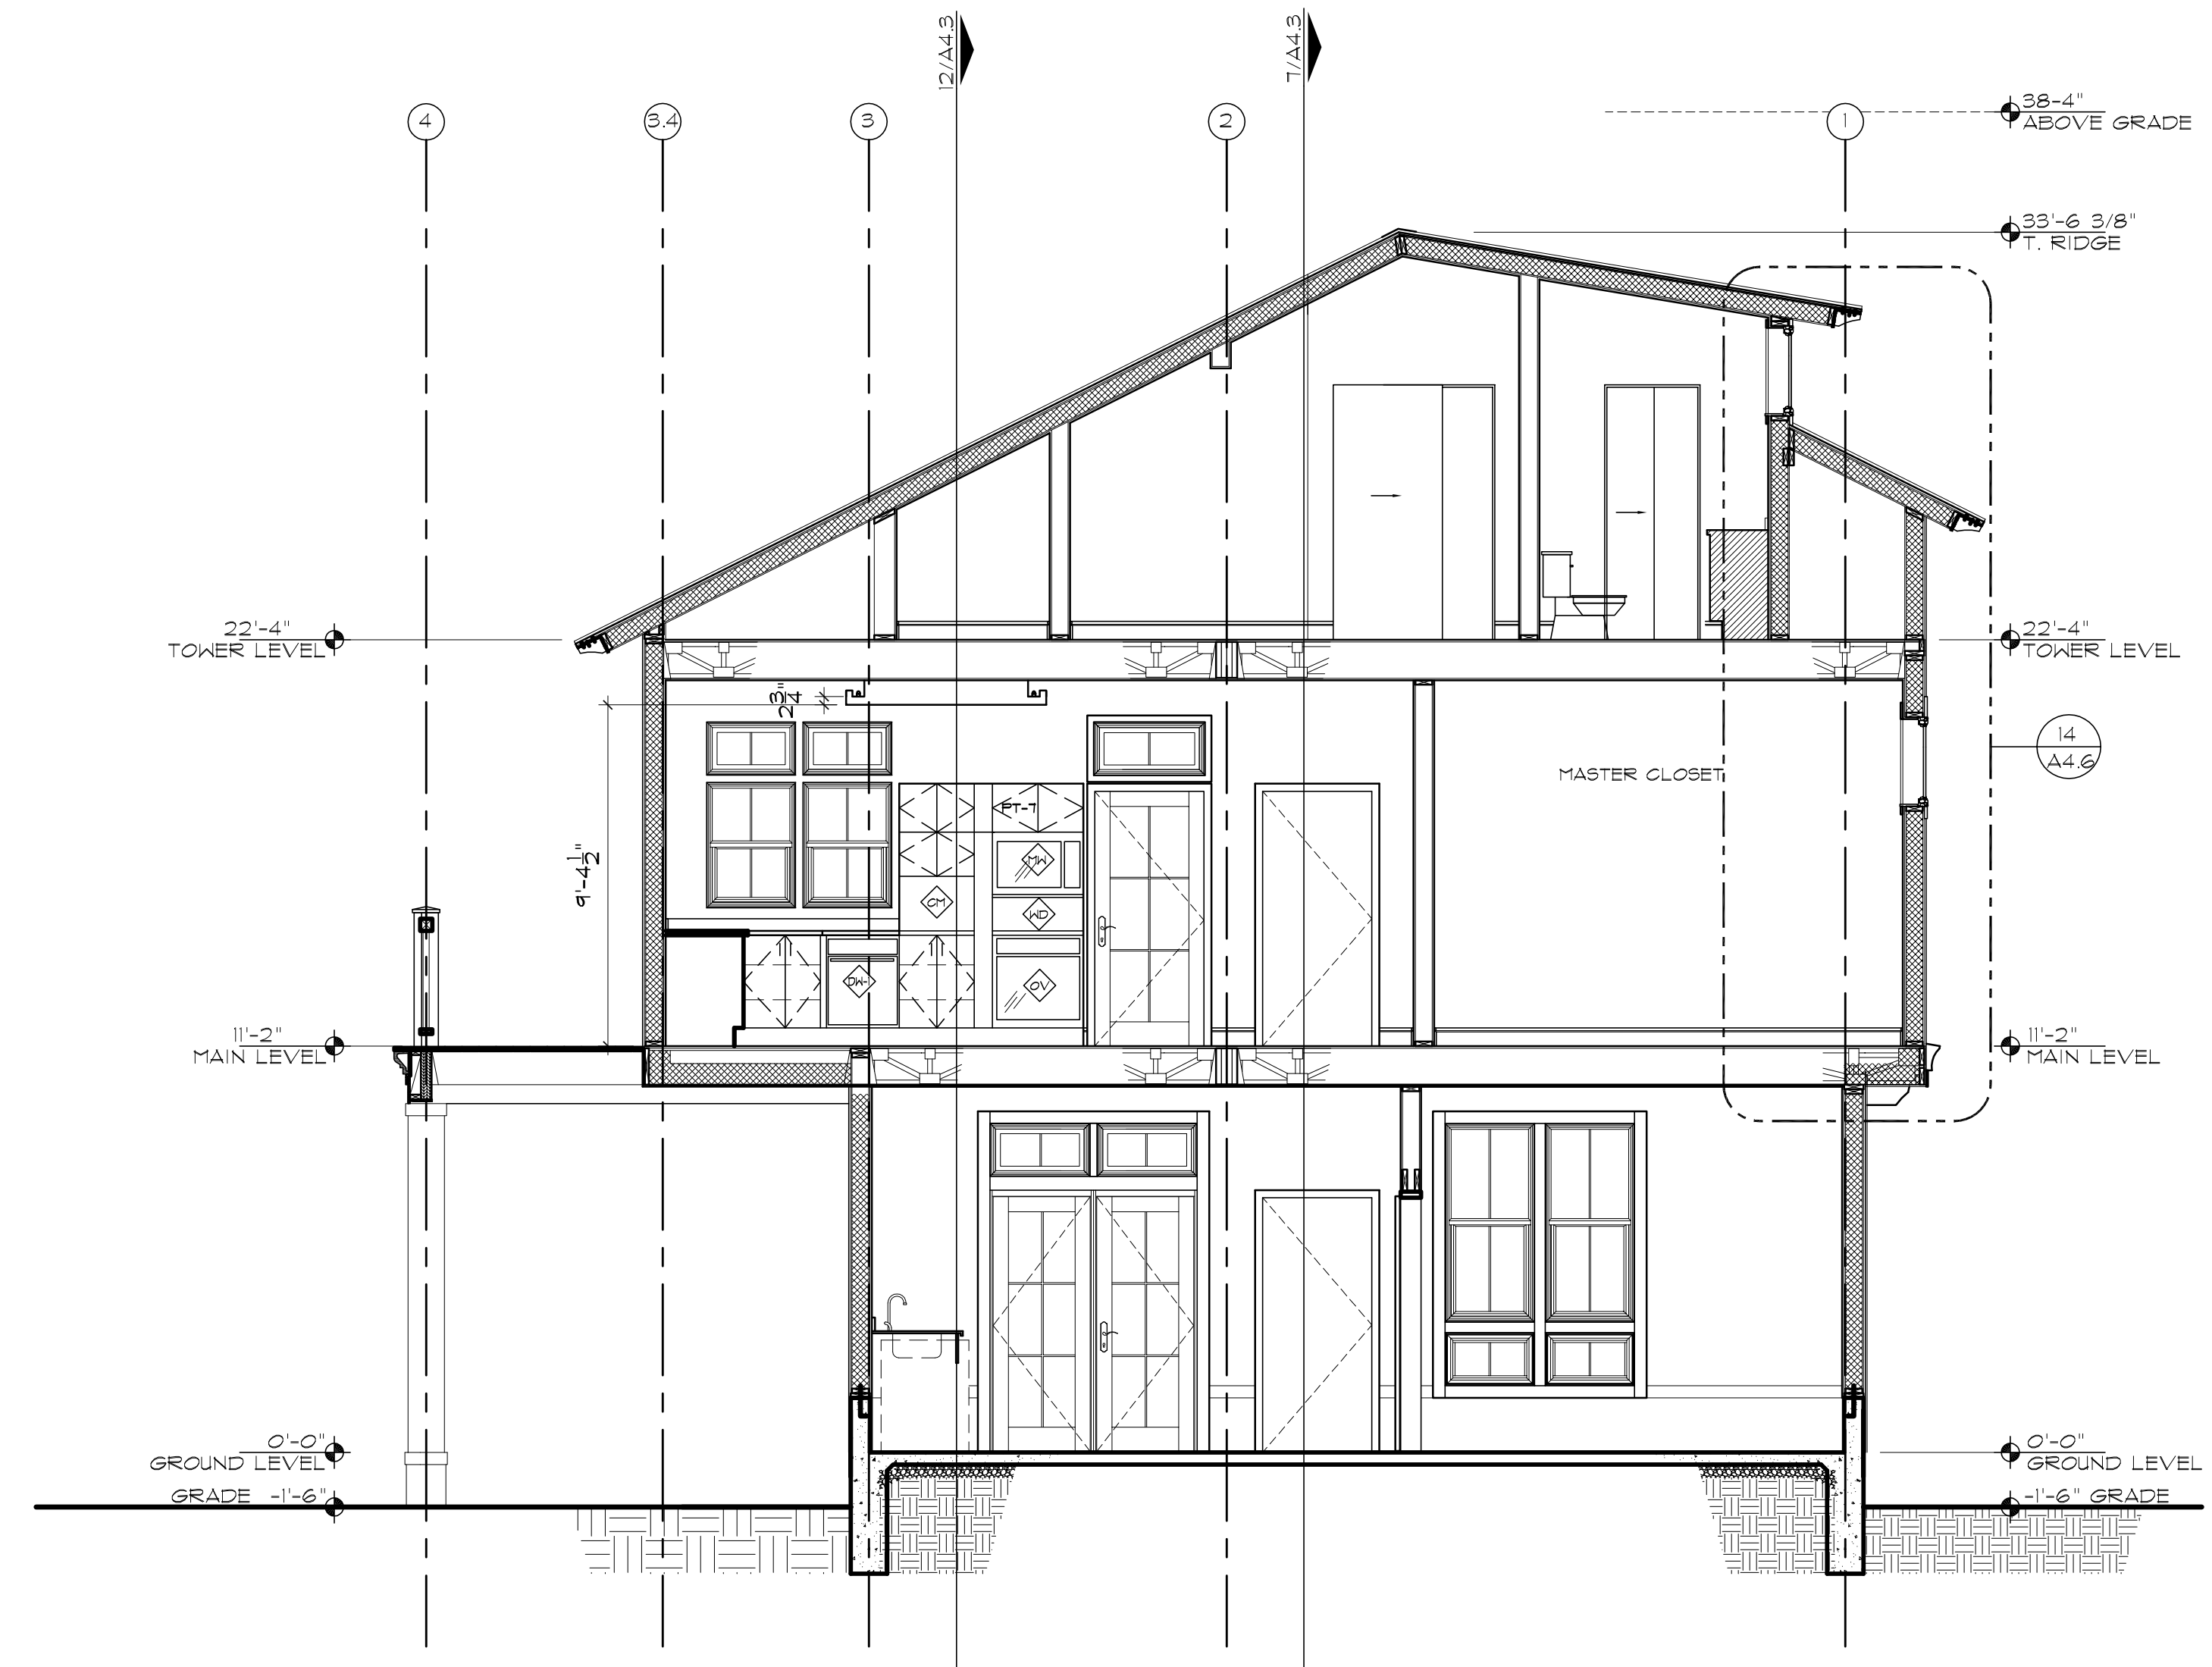 12/A4.3
7/A4.3
4
3.4
3
2
1
38-4"
ABOVE GRADE
33'-6 3/8"
T. RIDGE
22'-4"
TOWER LEVEL
22'-4"
TOWER LEVEL
2 3/4"
14
A4.6
MASTER CLOSET
PT-7
MW
9'-4 1/2"
CM
WD
DW-1
OV
11'-2"
MAIN LEVEL
11'-2"
MAIN LEVEL
0'-0"
GROUND LEVEL
0'-0"
GROUND LEVEL
GRADE -1'-6"
-1'-6" GRADE